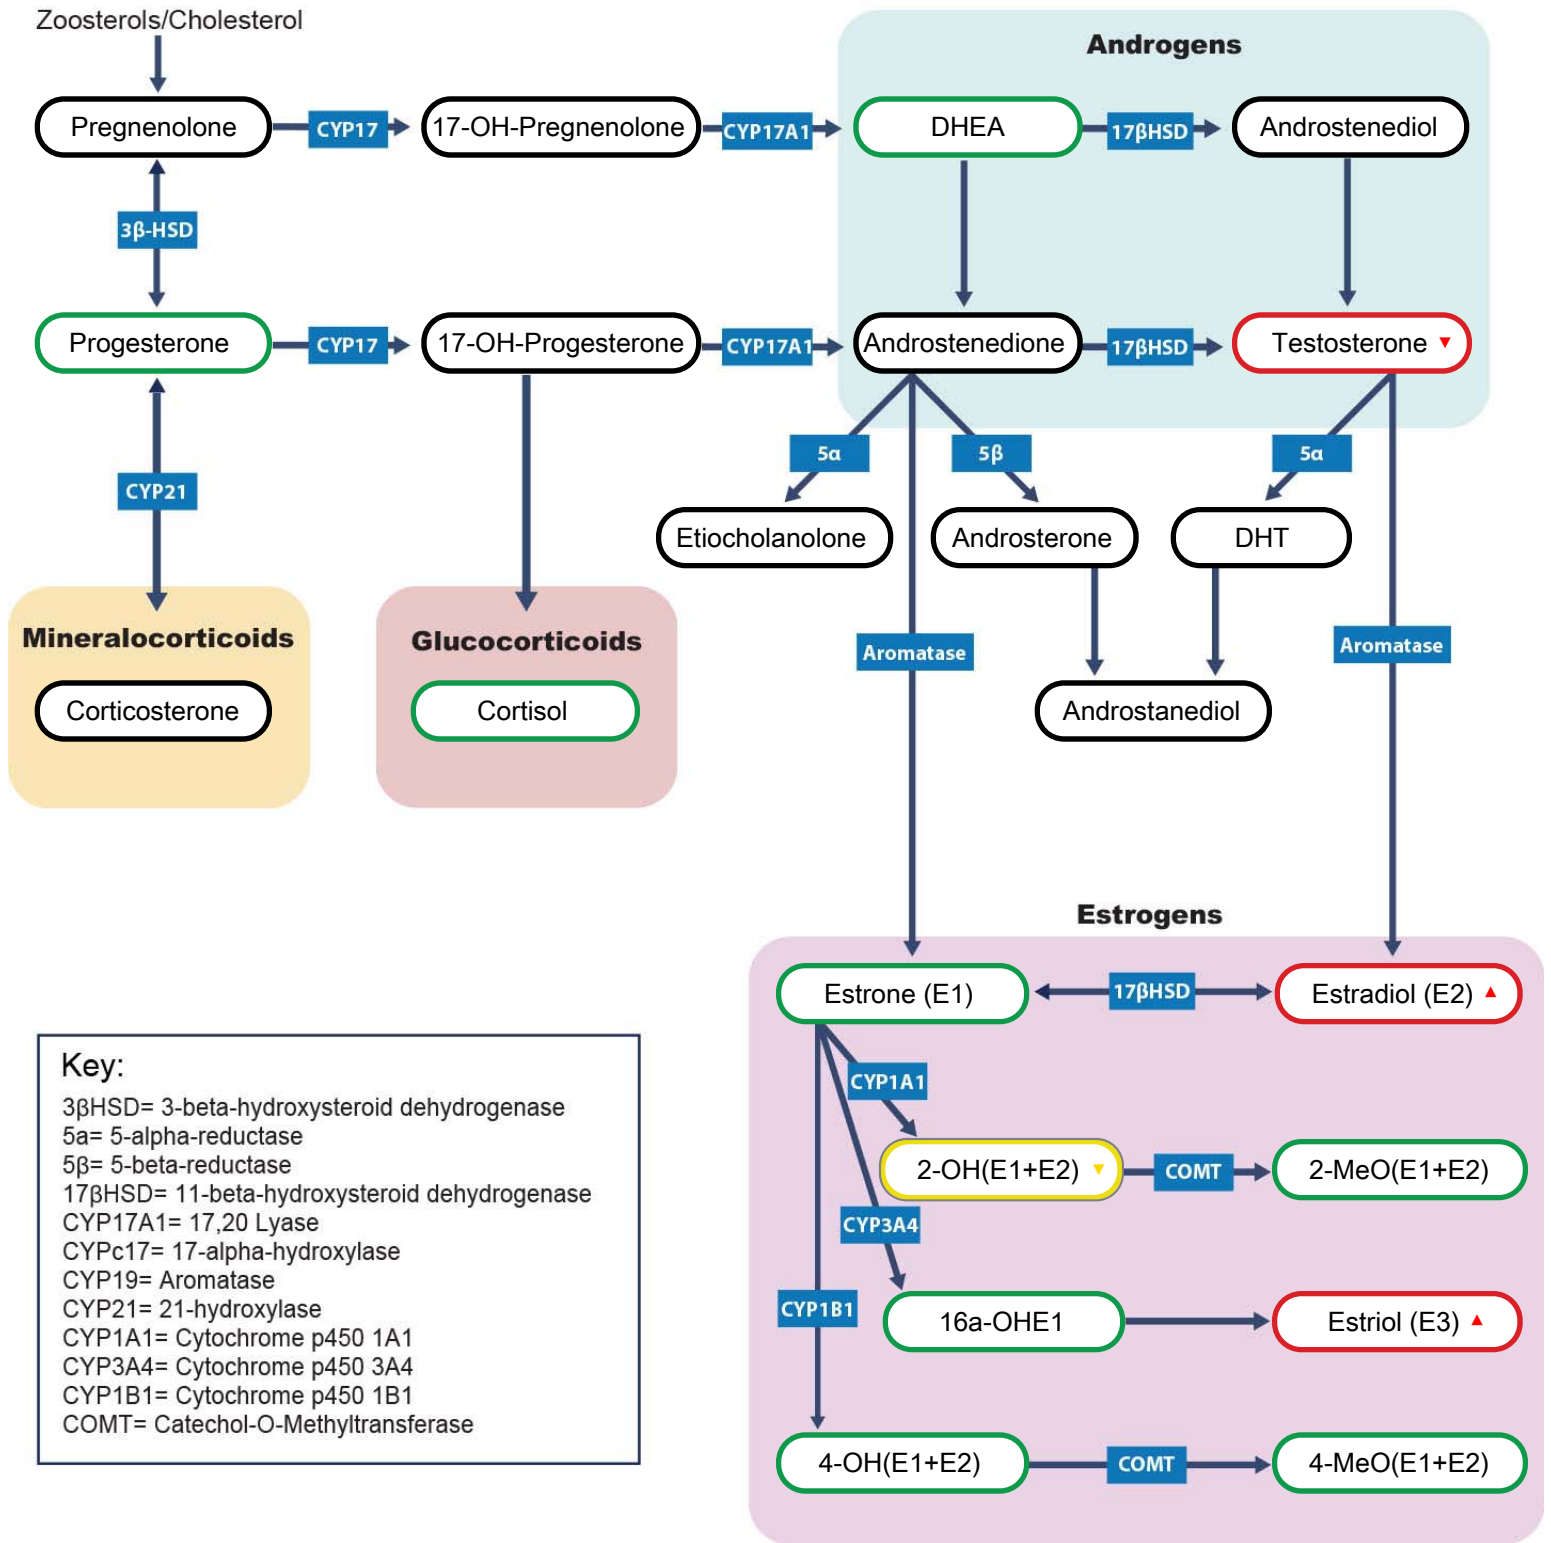 Zoosterols/Cholesterol
Androgens
Pregnenolone
CYP17
17-OH-Pregnenolone
CYP17A1
DHEA
17βHSD
Androstenediol
3β-HSD
Progesterone
CYP17
17-OH-Progesterone
CYP17A1
Androstenedione
17βHSD
Testosterone ▼
5α
5β
5α
CYP21
Etiocholanolone
Androsterone
DHT
Mineralocorticoids
Glucocorticoids
Aromatase
Aromatase
Corticosterone
Cortisol
Androstanediol
Estrogens
Estrone (E1)
17βHSD
Estradiol (E2) ▲
CYP1A1
2-OH(E1+E2) ▼
COMT
2-MeO(E1+E2)
CYP3A4
CYP1B1
16a-OHE1
Estriol (E3) ▲
4-OH(E1+E2)
COMT
4-MeO(E1+E2)
Key:
3βHSD= 3-beta-hydroxysteroid dehydrogenase
5a= 5-alpha-reductase
5β= 5-beta-reductase
17βHSD= 11-beta-hydroxysteroid dehydrogenase
CYP17A1= 17,20 Lyase
CYPc17= 17-alpha-hydroxylase
CYP19= Aromatase
CYP21= 21-hydroxylase
CYP1A1= Cytochrome p450 1A1
CYP3A4= Cytochrome p450 3A4
CYP1B1= Cytochrome p450 1B1
COMT= Catechol-O-Methyltransferase